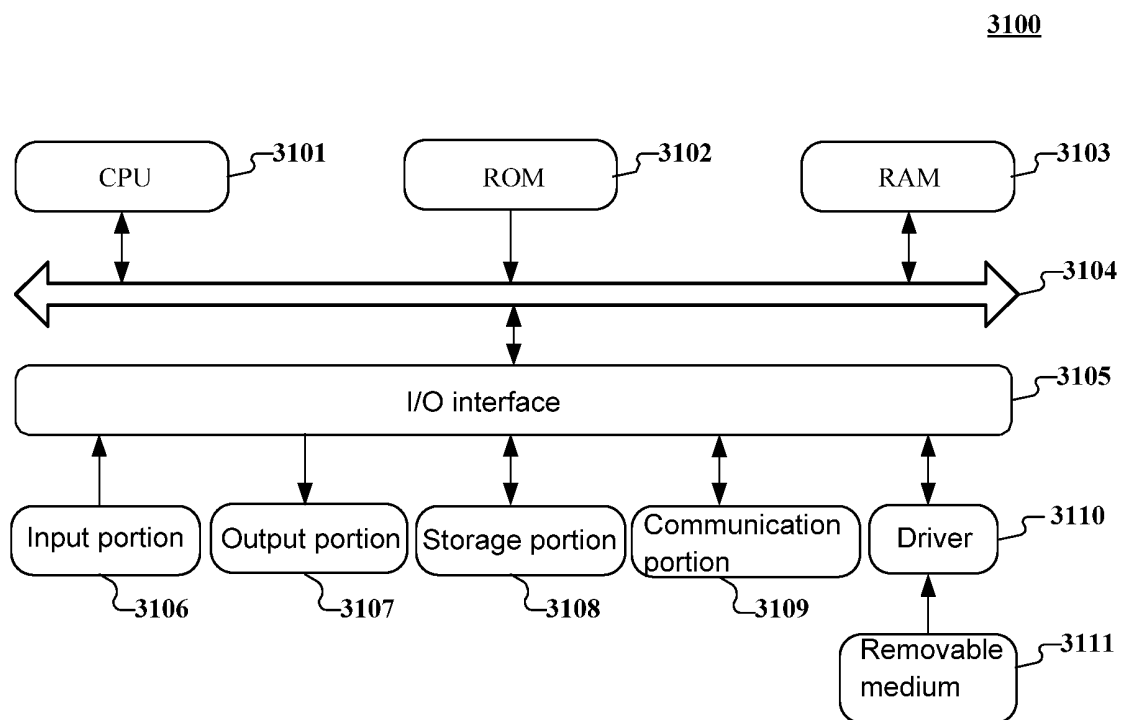 3100
CPU
3101
ROM
3102
RAM
3103
3104
3105
I/O interface
Input portion
Output portion
Storage portion
Communication
portion
Driver
3110
3106
3107
3108
3109
Removable
medium
3111